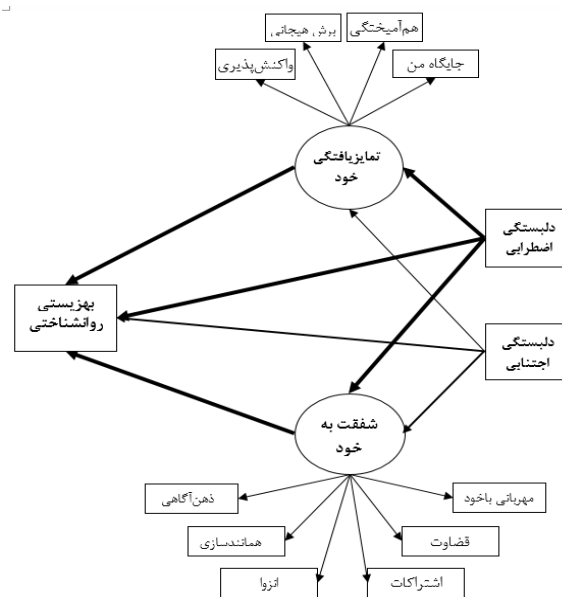 هم‌آمیختگی
برش هیجانی
جایگاه من
واکنش‌پذیری
تمایزیافتگی
خود
دلبستگی
اضطرابی
بهزیستی
روانشناختی
دلبستگی
اجتنابی
شفقت به
خود
مهربانی باخود
ذهن‌آگاهی
قضاوت
همانندسازی
اشتراکات
انزوا